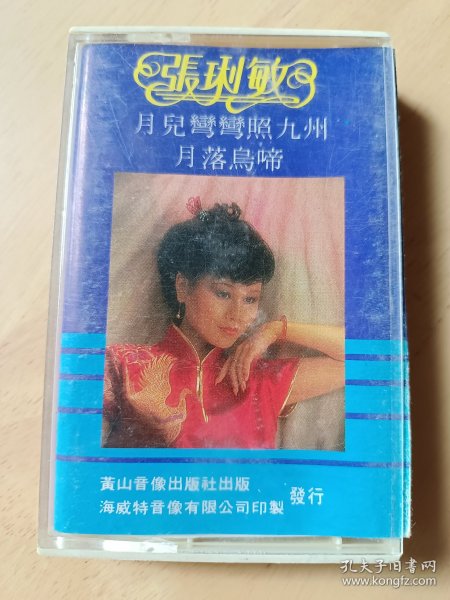 張琍敏
月兒彎彎照九州
月落烏啼
黃山音像出版社出版
海威特音像有限公司印製
發行
孔夫子旧书网
www.kongfz.com